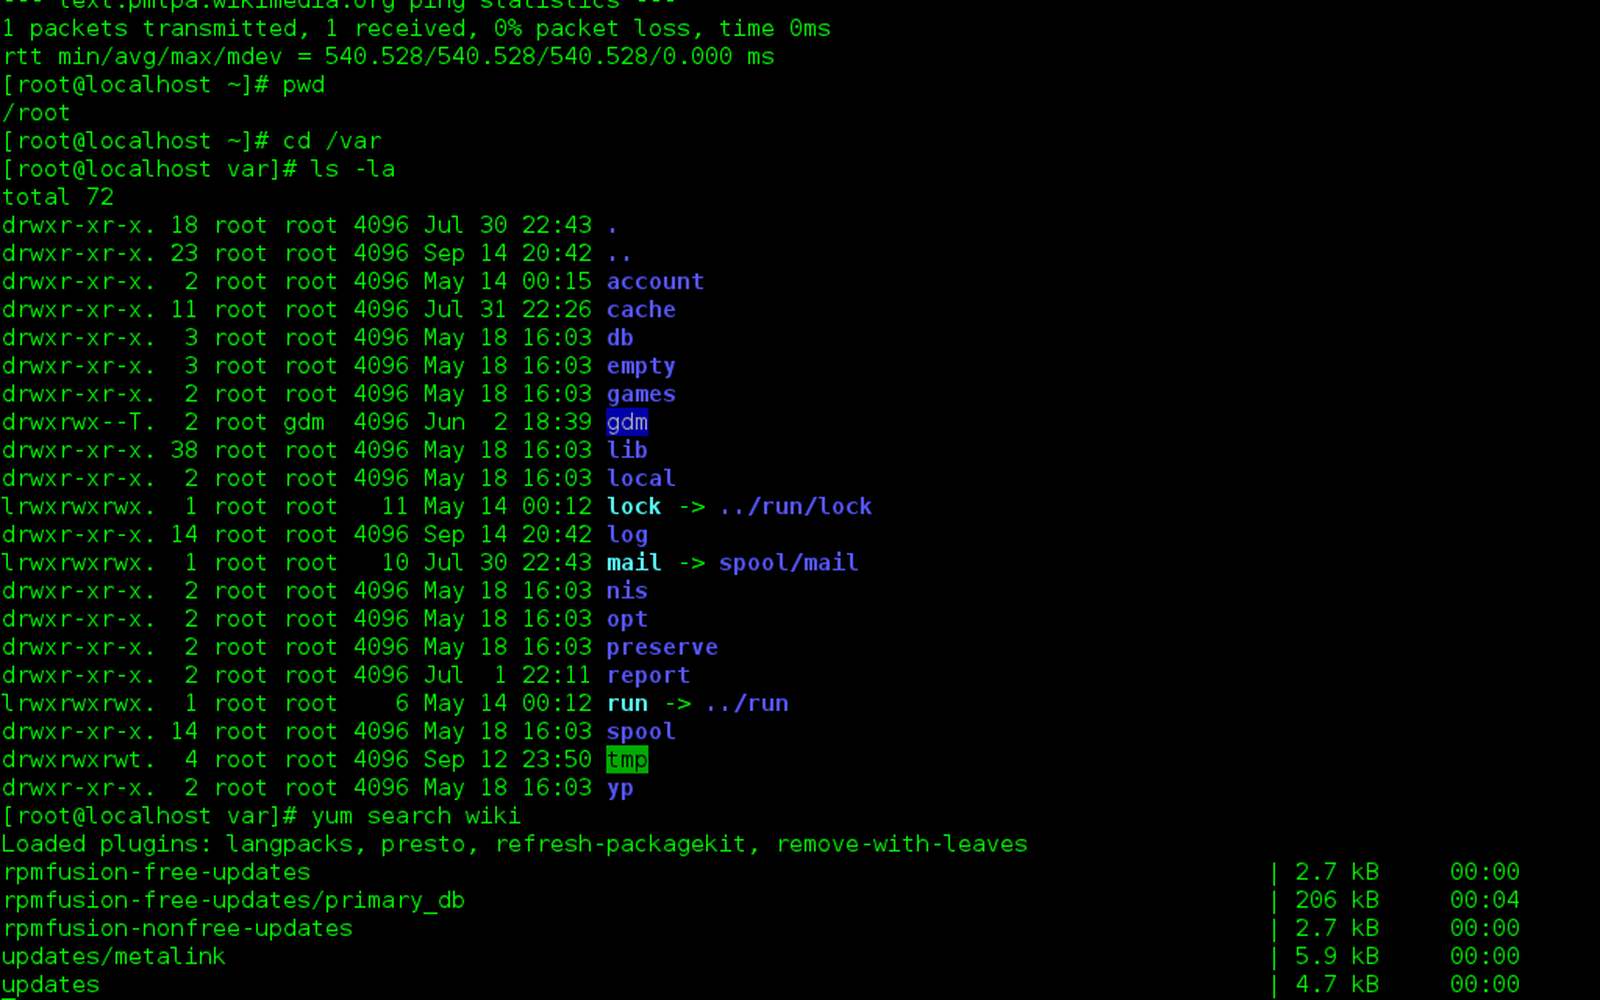 --- text.pmtpa.wikimedia.org ping statistics ---
1 packets transmitted, 1 received, 0% packet loss, time 0ms
rtt min/avg/max/mdev = 540.528/540.528/540.528/0.000 ms
[root@localhost ~]# pwd
/root
[root@localhost ~]# cd /var
[root@localhost var]# ls -la
total 72
drwxr-xr-x. 18 root root 4096 Jul 30 22:43 .
drwxr-xr-x. 23 root root 4096 Sep 14 20:42 ..
drwxr-xr-x.  2 root root 4096 May 14 00:15 account
drwxr-xr-x. 11 root root 4096 Jul 31 22:26 cache
drwxr-xr-x.  3 root root 4096 May 18 16:03 db
drwxr-xr-x.  3 root root 4096 May 18 16:03 empty
drwxr-xr-x.  2 root root 4096 May 18 16:03 games
drwxrwx--T.  2 root gdm  4096 Jun  2 18:39 gdm
drwxr-xr-x. 38 root root 4096 May 18 16:03 lib
drwxr-xr-x.  2 root root 4096 May 18 16:03 local
lrwxrwxrwx.  1 root root   11 May 14 00:12 lock -> ../run/lock
drwxr-xr-x. 14 root root 4096 Sep 14 20:42 log
lrwxrwxrwx.  1 root root   10 Jul 30 22:43 mail -> spool/mail
drwxr-xr-x.  2 root root 4096 May 18 16:03 nis
drwxr-xr-x.  2 root root 4096 May 18 16:03 opt
drwxr-xr-x.  2 root root 4096 May 18 16:03 preserve
drwxr-xr-x.  2 root root 4096 Jul  1 22:11 report
lrwxrwxrwx.  1 root root    6 May 14 00:12 run -> ../run
drwxr-xr-x. 14 root root 4096 May 18 16:03 spool
drwxrwxrwt.  4 root root 4096 Sep 12 23:50 tmp
drwxr-xr-x.  2 root root 4096 May 18 16:03 yp
[root@localhost var]# yum search wiki
Loaded plugins: langpacks, presto, refresh-packagekit, remove-with-leaves
rpmfusion-free-updates | 2.7 kB 00:00
rpmfusion-free-updates/primary_db | 206 kB 00:04
rpmfusion-nonfree-updates | 2.7 kB 00:00
updates/metalink | 5.9 kB 00:00
updates | 4.7 kB 00:00